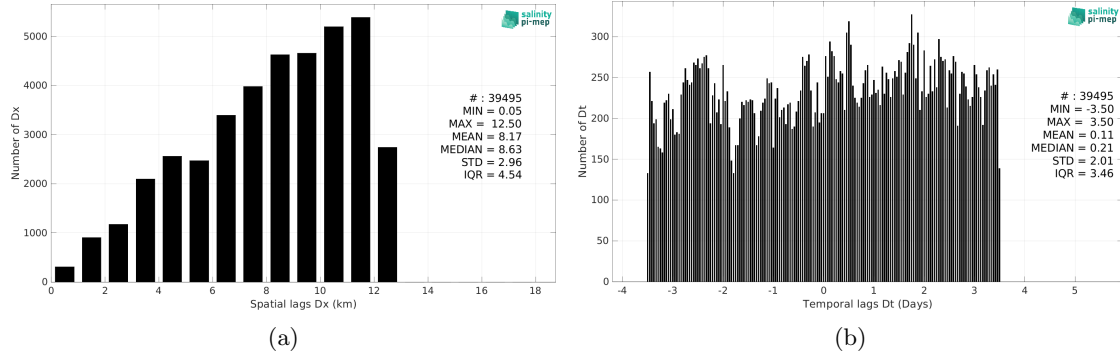 salinity
pi-mep
Number of Dx
5000
4000
3000
2000
1000
0
# : 39495
MIN = 0.05
MAX = 12.50
MEAN = 8.17
MEDIAN = 8.63
STD = 2.96
IQR = 4.54
0 2 4 6 8 10 12 14 16 18
Spatial lags Dx (km)
(a)
salinity
pi-mep
Number of Dt
300
250
200
150
100
50
0
# : 39495
MIN = -3.50
MAX = 3.50
MEAN = 0.11
MEDIAN = 0.21
STD = 2.01
IQR = 3.46
-4 -3 -2 -1 0 1 2 3 4 5
Temporal lags Dt (Days)
(b)